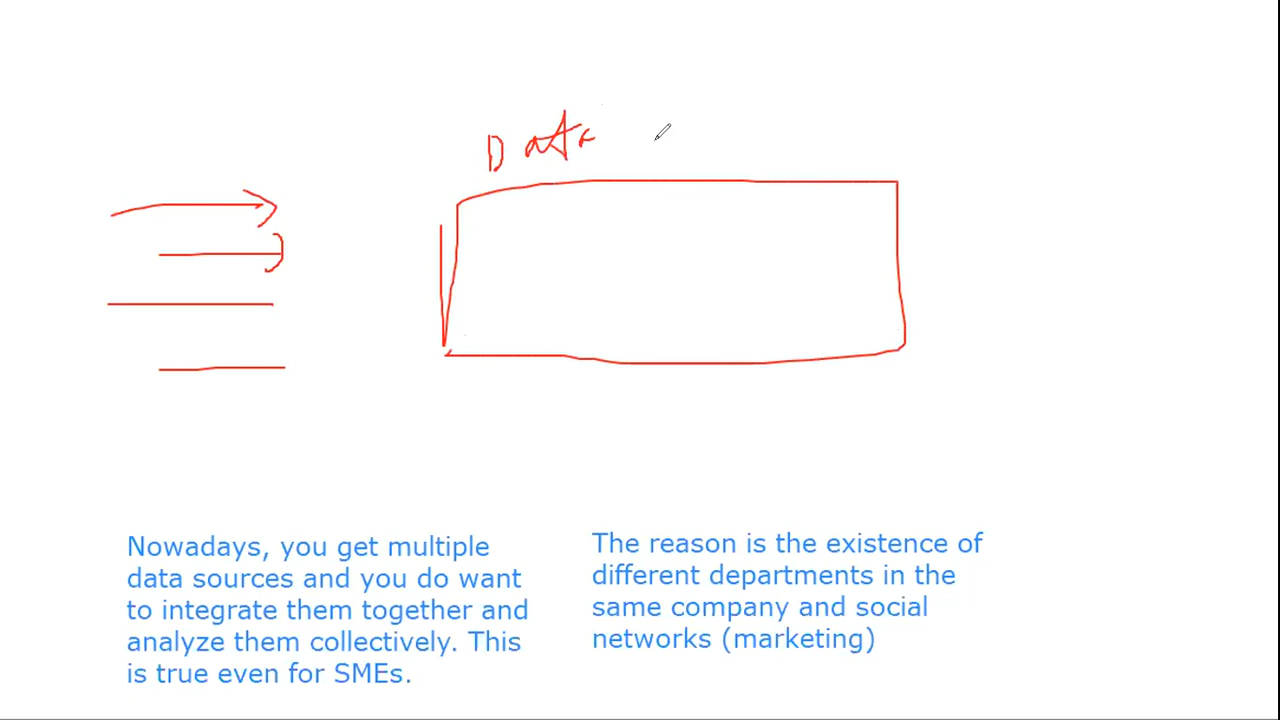 Data
Nowadays, you get multiple
data sources and you do want
to integrate them together and
analyze them collectively. This
is true even for SMEs.
The reason is the existence of
different departments in the
same company and social
networks (marketing)